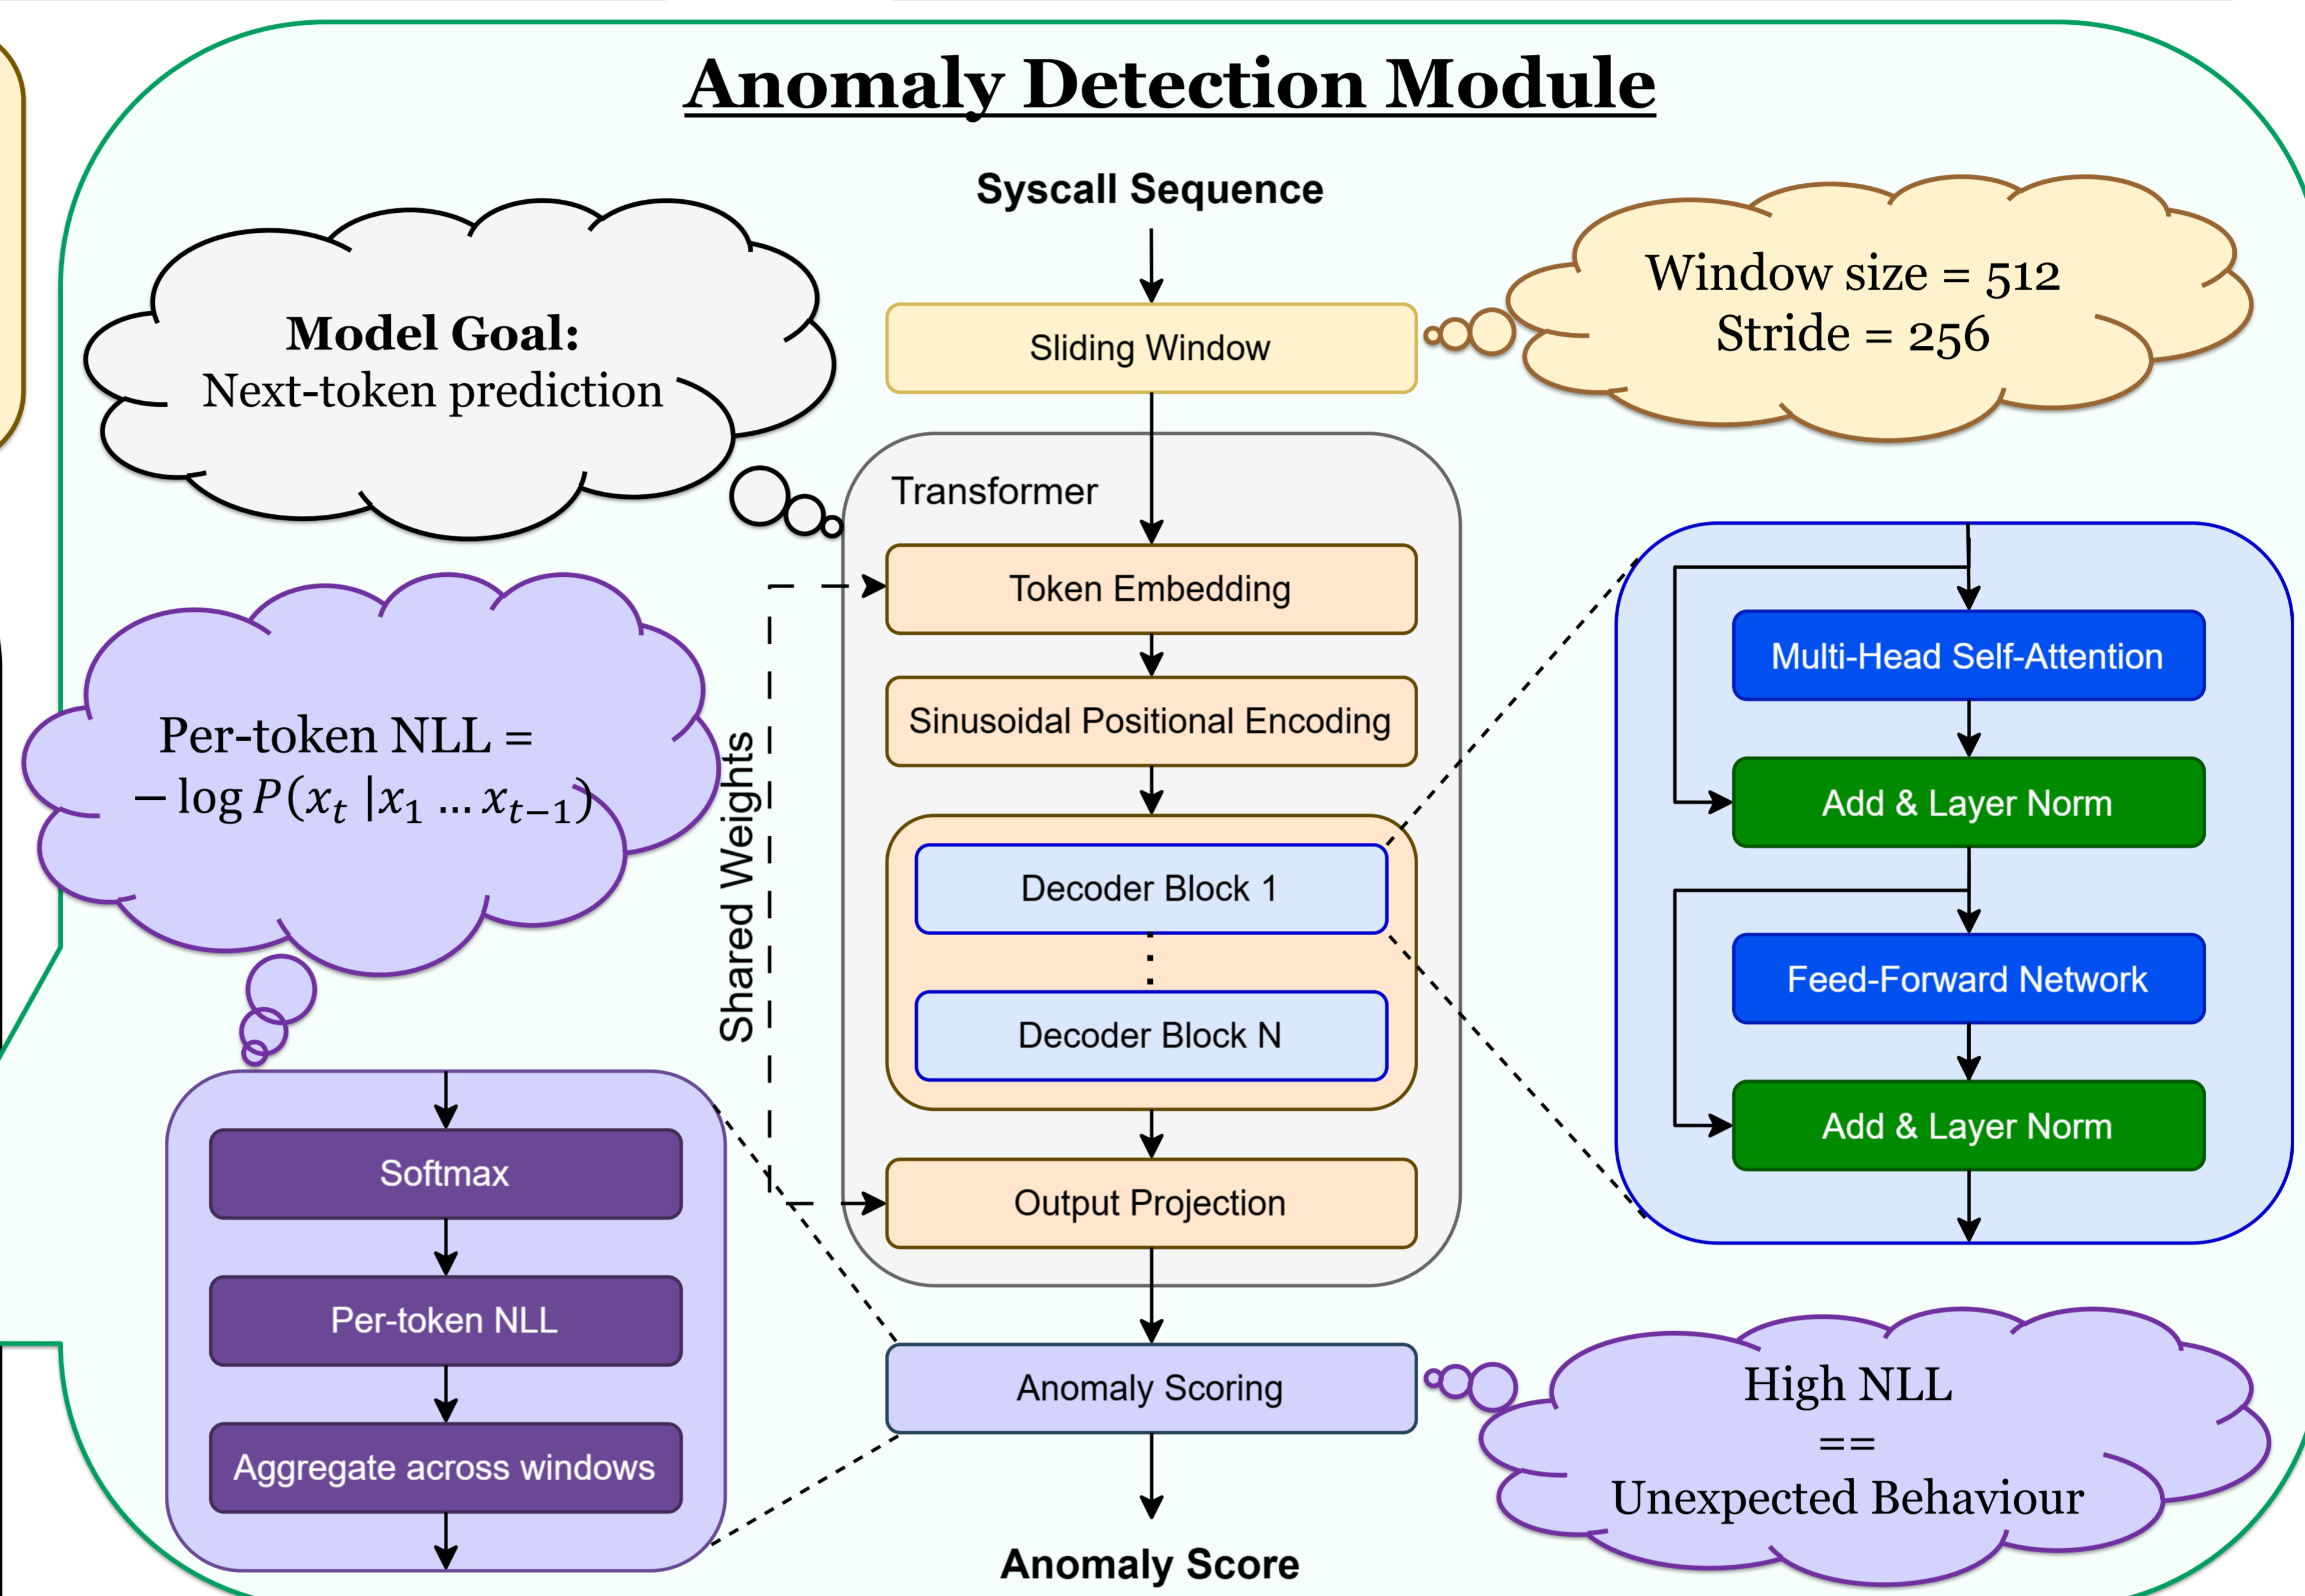 Anomaly Detection Module
Syscall Sequence
Model Goal:
Next-token prediction
Sliding Window
Window size = 512
Stride = 256
Transformer
Token Embedding
Sinusoidal Positional Encoding
Decoder Block 1
⋮
Decoder Block N
Output Projection
Shared Weights
Multi-Head Self-Attention
Add & Layer Norm
Feed-Forward Network
Add & Layer Norm
Per-token NLL =
− log P(xₜ |x₁ … xₜ₋₁)
Softmax
Per-token NLL
Aggregate across windows
Anomaly Scoring
High NLL
==
Unexpected Behaviour
Anomaly Score